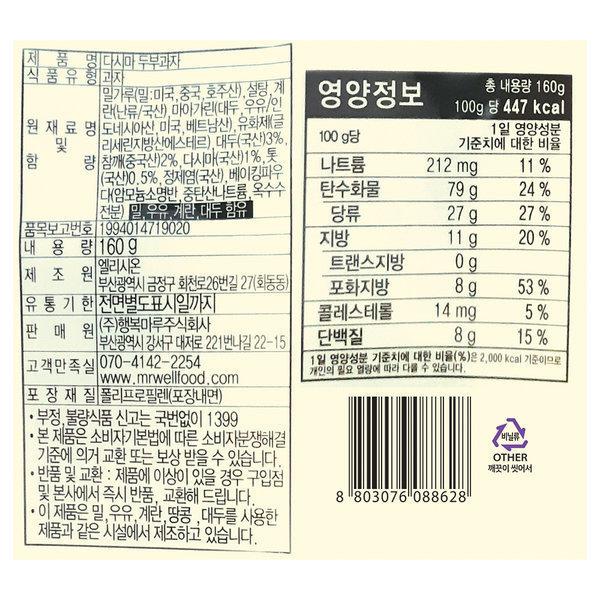 제 품 명 다시마 두부과자
식품유형 과자
원 재 료 명 및 함 량
밀가루(밀:미국,중국,호주산), 설탕, 계
란(난류/국산), 마아가린(대두, 우유/인
도네시아산, 미국, 베트남산), 유화제(글
리세리지방산에스테르), 대두(국산)3%,
참깨(중국산)2%, 다시마(국산)1%, 톳
(국산)0.5%, 정제염(국산), 베이킹파우
더(암모늄소명반, 중탄산나트륨, 옥수수
전분) 밀,우유,계란,대두 함유
품목보고번호 1994014719020
내 용 량 160 g
제 조 원 엘리시온
부산광역시 금정구 회천로26번길 27(회동동)
유통기한 전면별도표시일까지
판 매 원 (주)행복마루주식회사
부산광역시 강서구 대저로 221번나길 22-15
고객만족실 070-4142-2254
www.mrwellfood.com
포장재질 폴리프로필렌(포장내면)
• 부정,불량식품 신고는 국번없이 1399
• 본 제품은 소비자기본법에 따른 소비자분쟁해결
기준에 의거 교환 또는 보상 받을 수 있습니다.
• 반품 및 교환 : 제품에 이상이 있을 경우 구입점
및 본사에서 즉시 반품, 교환해 드립니다.
• 이 제품은 밀,우유,계란,땅콩, 대두를 사용한
제품과 같은 시설에서 제조하고 있습니다.
영양정보 총 내용량 160g
100g 당 447 kcal
100 g당 1일 영양성분
기준치에 대한 비율
나트륨 212 mg 11 %
탄수화물 79 g 24 %
당류 27 g 27 %
지방 11 g 20 %
트랜스지방 0 g
포화지방 8 g 53 %
콜레스테롤 14 mg 5 %
단백질 8 g 15 %
1일 영양성분 기준치에 대한 비율(%)은 2,000 kcal 기준이므로
개인의 필요 열량에 따라 다를 수 있습니다.
8 803076 088628
비닐류
OTHER
깨끗이 씻어서